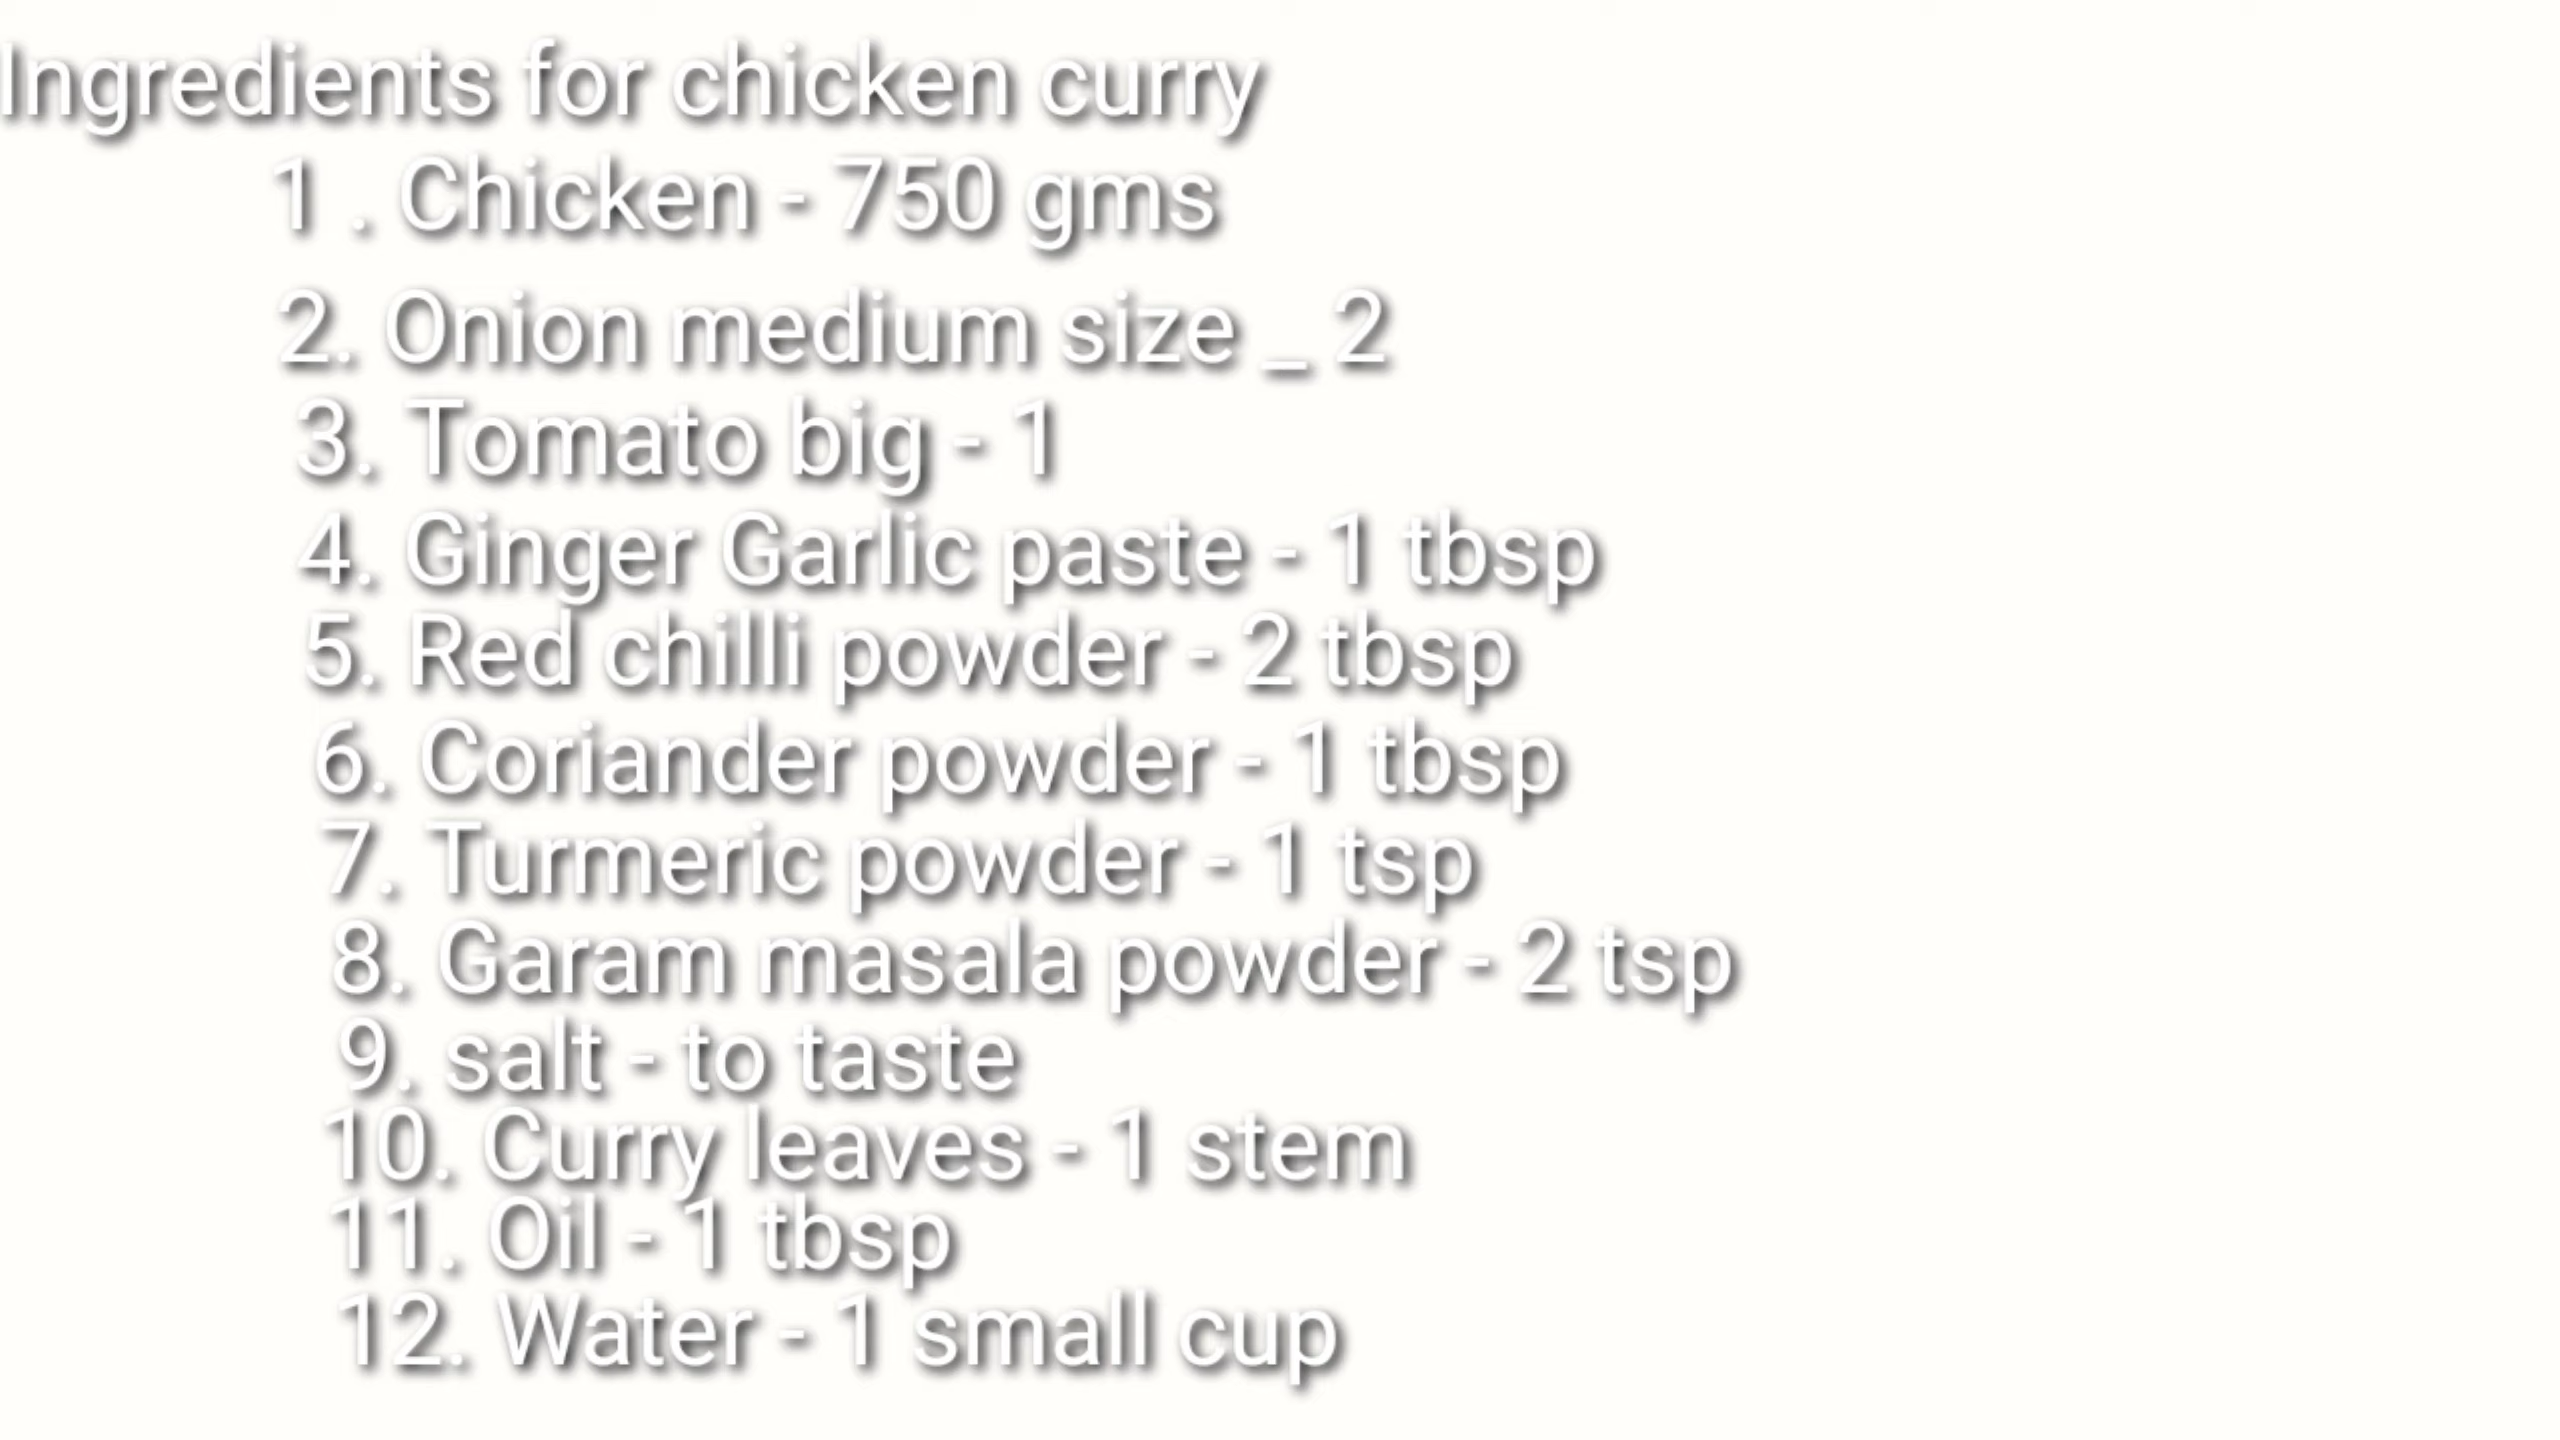 Ingredients for chicken curry
1 . Chicken - 750 gms
2. Onion medium size _ 2
3. Tomato big - 1
4. Ginger Garlic paste - 1 tbsp
5. Red chilli powder - 2 tbsp
6. Coriander powder - 1 tbsp
7. Turmeric powder - 1 tsp
8. Garam masala powder - 2 tsp
9. salt - to taste
10. Curry leaves - 1 stem
11. Oil - 1 tbsp
12. Water - 1 small cup